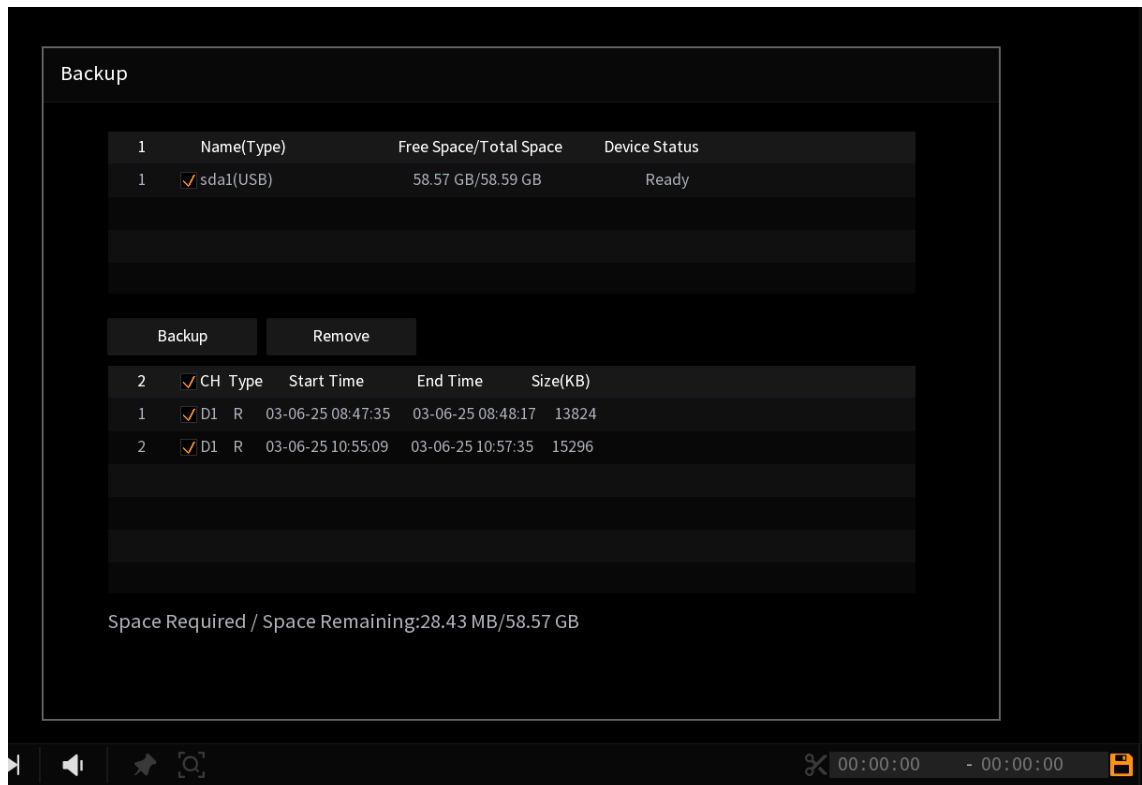 Backup
1 Name(Type) Free Space/Total Space Device Status
1 sda1(USB) 58.57 GB/58.59 GB Ready
Backup Remove
2 CH Type Start Time End Time Size(KB)
1 D1 R 03-06-25 08:47:35 03-06-25 08:48:17 13824
2 D1 R 03-06-25 10:55:09 03-06-25 10:57:35 15296
Space Required / Space Remaining:28.43 MB/58.57 GB
00:00:00 - 00:00:00